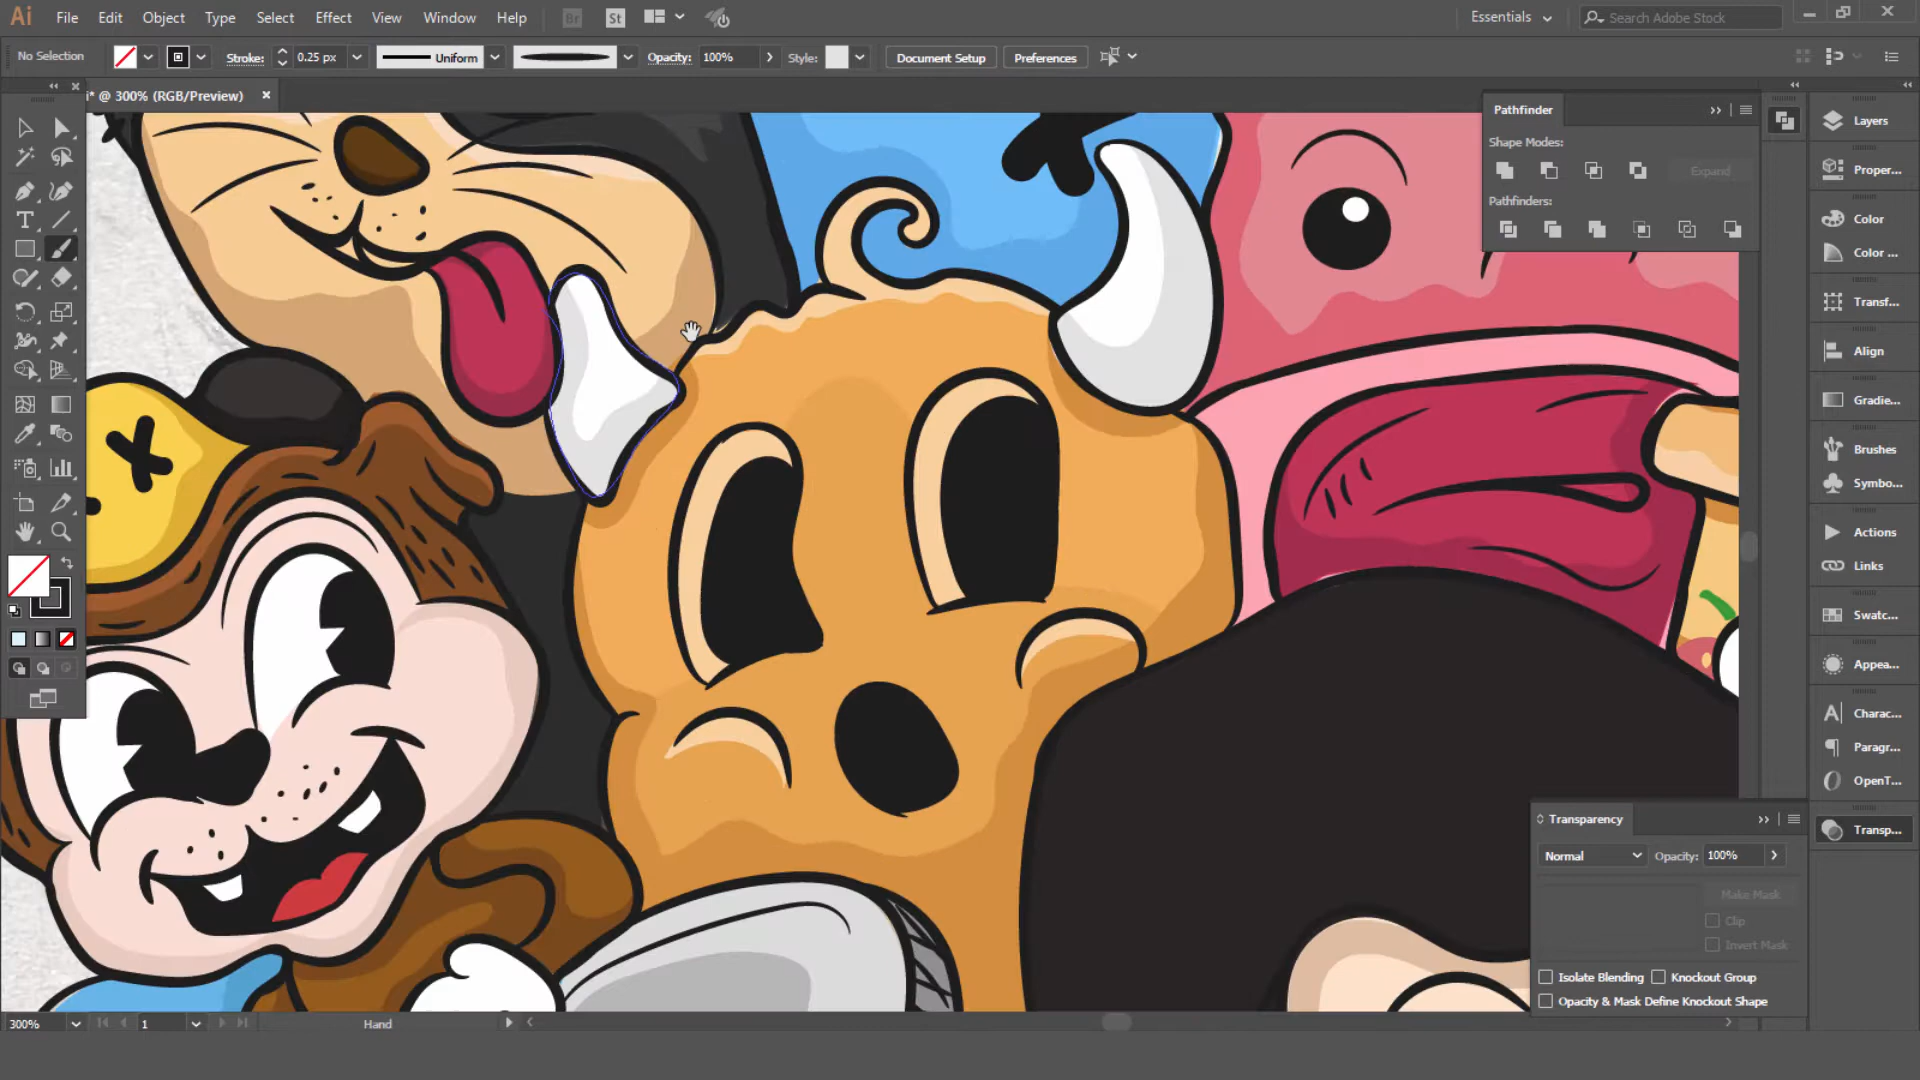 Ai File Edit Object Type Select Effect View Window Help Br St Essentials Search Adobe Stock
No Selection Stroke: 0.25 px Uniform Opacity: 100% Style: Document Setup Preferences
i* @ 300% (RGB/Preview)
Pathfinder
Shape Modes:
Expand
Pathfinders:
Layers
Proper...
Color
Color ...
Transf...
Align
Gradie...
Brushes
Symbo...
Actions
Links
Swatc...
Appea...
Charac...
Paragr...
OpenT...
Transp...
Transparency
Normal Opacity: 100%
Make Mask
Clip
Invert Mask
Isolate Blending Knockout Group
Opacity & Mask Define Knockout Shape
300% 1 Hand